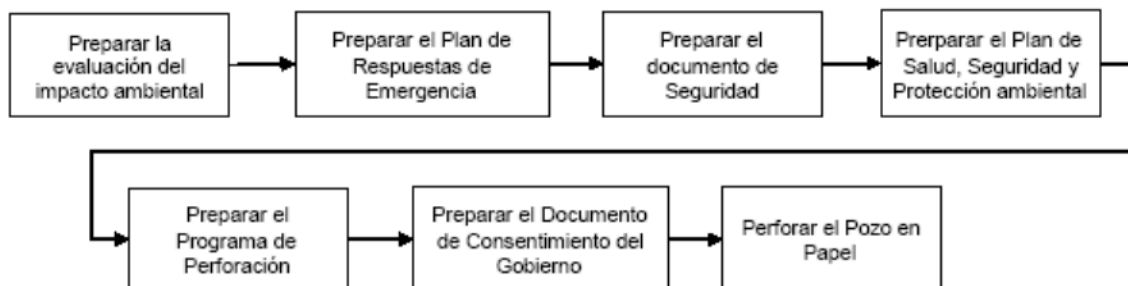 Preparar la
evaluación del
impacto ambiental
Preparar el Plan de
Respuestas de
Emergencia
Preparar el
documento de
Seguridad
Prerparar el Plan de
Salud, Seguridad y
Protección ambiental
Preparar el
Programa de
Perforación
Preparar el Documento
de Consentimiento del
Gobierno
Perforar el Pozo en
Papel